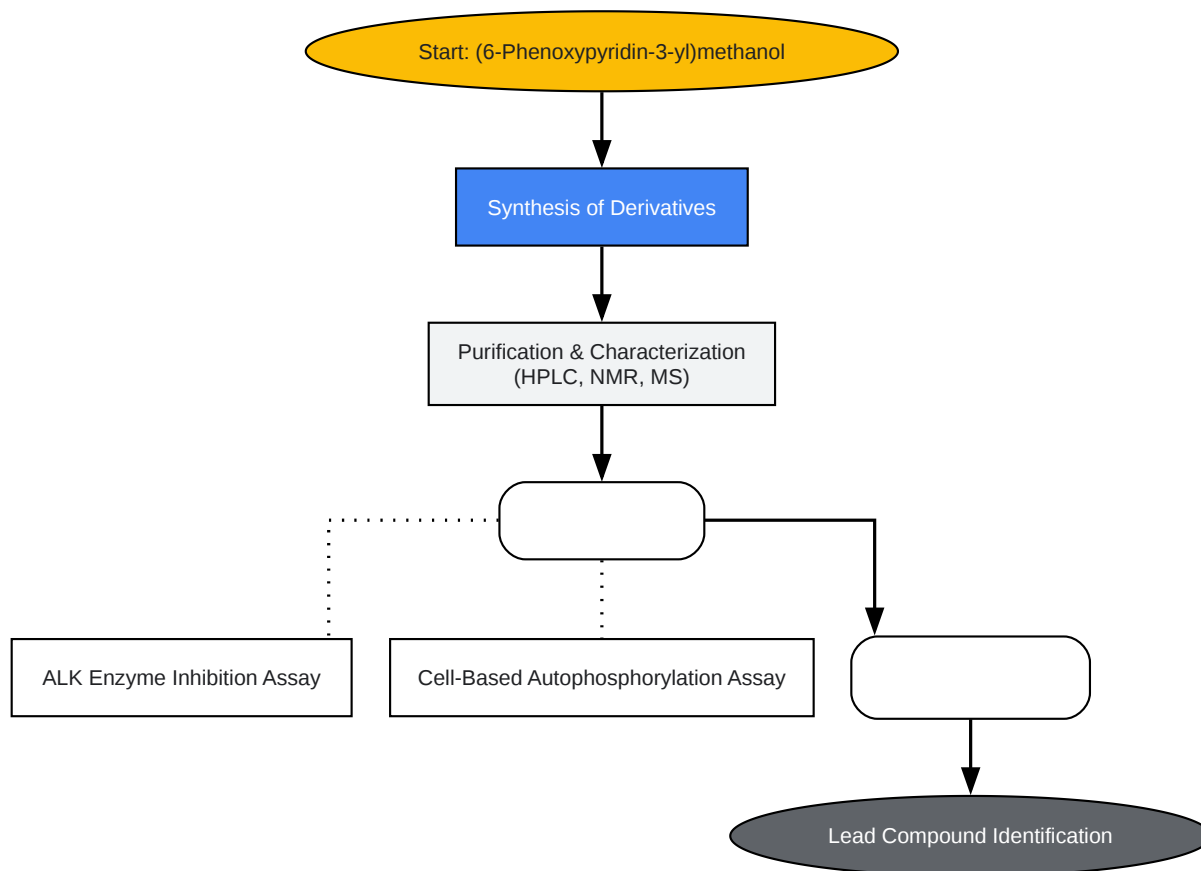 Start: (6-Phenoxypyridin-3-yl)methanol
Synthesis of Derivatives
Purification & Characterization
(HPLC, NMR, MS)
ALK Enzyme Inhibition Assay
Cell-Based Autophosphorylation Assay
Lead Compound Identification